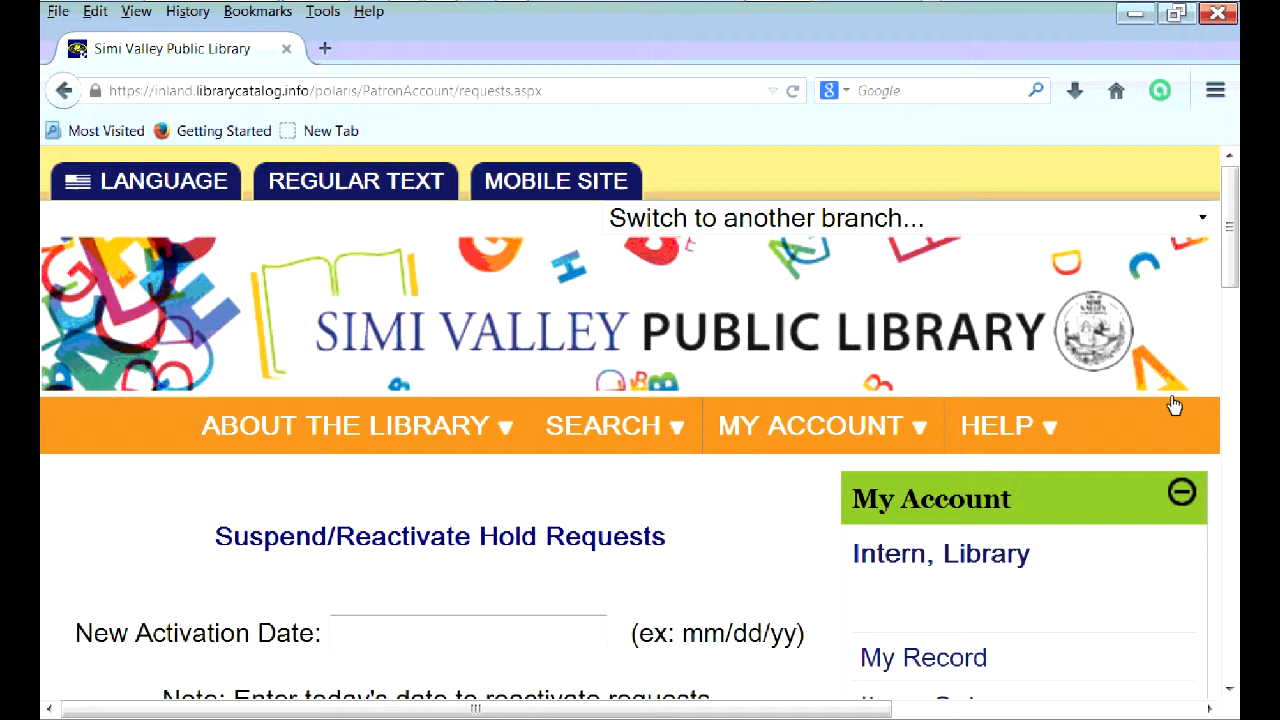 File Edit View History Bookmarks Tools Help
Simi Valley Public Library
https://inland.librarycatalog.info/polaris/PatronAccount/requests.aspx
8 Google
Most Visited Getting Started New Tab
LANGUAGE REGULAR TEXT MOBILE SITE
Switch to another branch...
SIMI VALLEY PUBLIC LIBRARY
ABOUT THE LIBRARY SEARCH MY ACCOUNT HELP
Suspend/Reactivate Hold Requests
New Activation Date: (ex: mm/dd/yy)
Note: Enter today's date to reactivate requests
My Account
Intern, Library
My Record